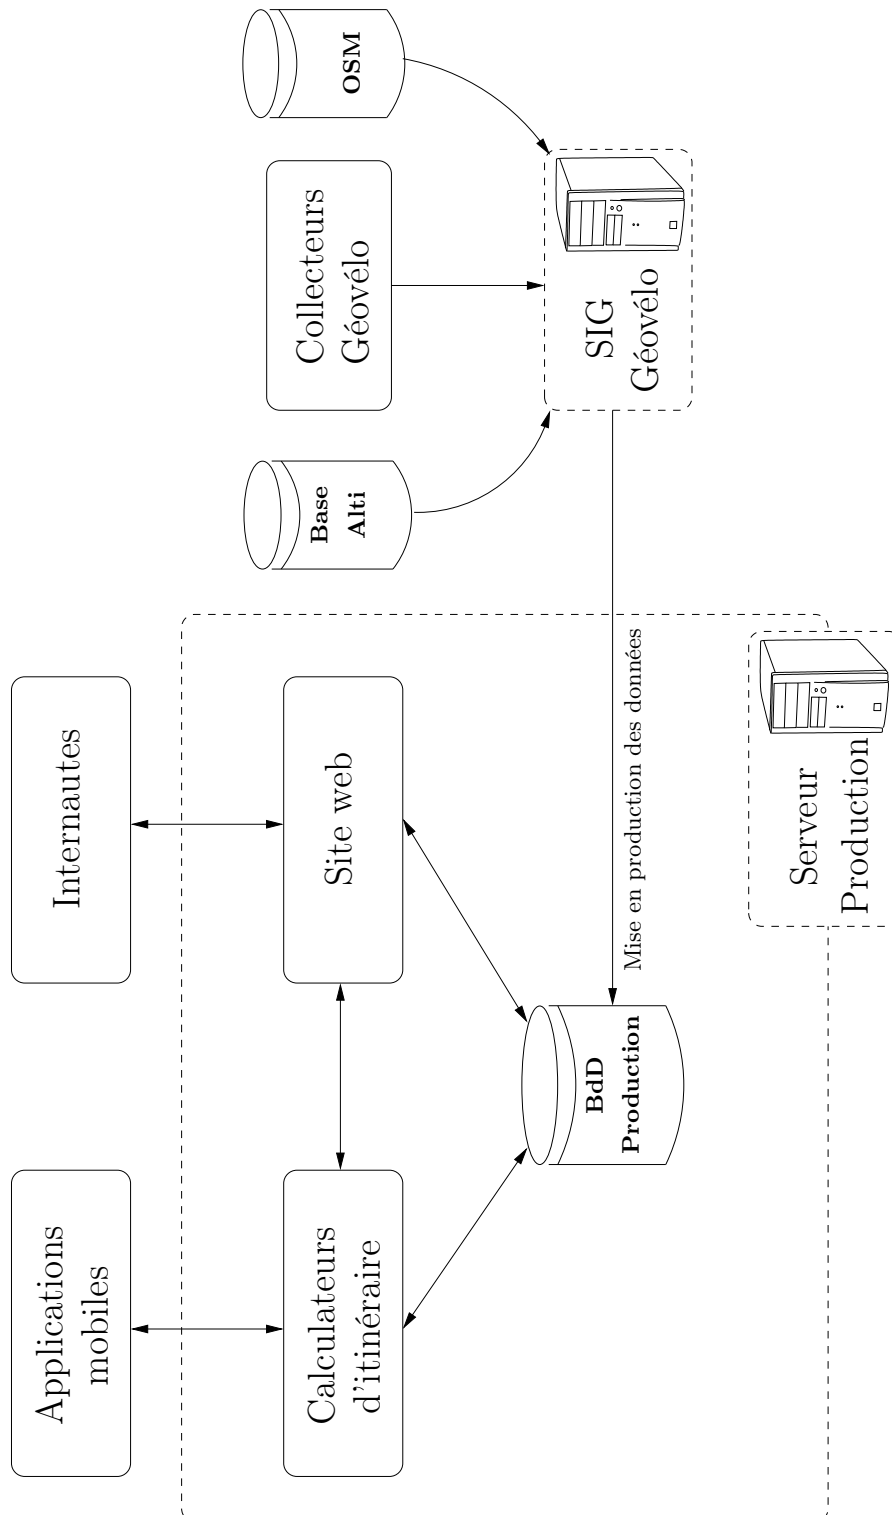 Applications
mobiles
Internautes
Calculateurs
d'itinéraire
Site web
Base
Alti
Collecteurs
Géovélo
OSM
BdD
Production
Mise en production des données
SIG
Géovélo
Serveur
Production